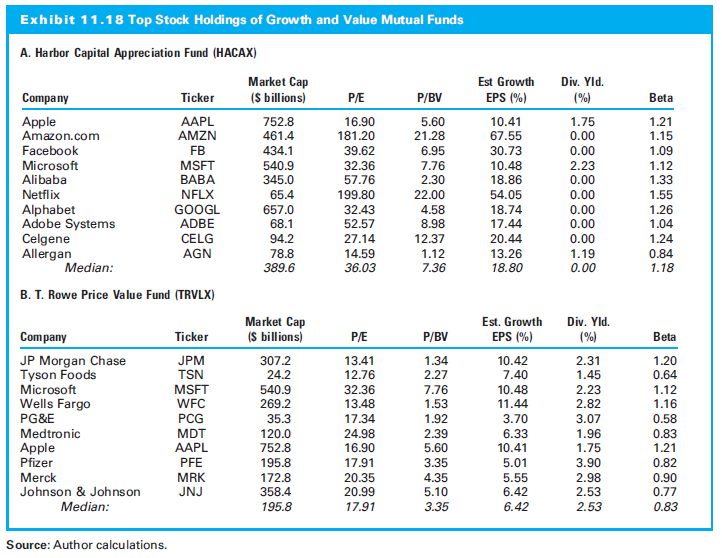 Exhibit 11.18 Top Stock Holdings of Growth and Value Mutual Funds
A. Harbor Capital Appreciation Fund (HACAX)
Market Cap Est Growth Div. Yld.
Company Ticker ($ billions) P/E P/BV EPS (%) (%) Beta
Apple AAPL 752.8 16.90 5.60 10.41 1.75 1.21
Amazon.com AMZN 461.4 181.20 21.28 67.55 0.00 1.15
Facebook FB 434.1 39.62 6.95 30.73 0.00 1.09
Microsoft MSFT 540.9 32.36 7.76 10.48 2.23 1.12
Alibaba BABA 345.0 57.76 2.30 18.86 0.00 1.33
Netflix NFLX 65.4 199.80 22.00 54.05 0.00 1.55
Alphabet GOOGL 657.0 32.43 4.58 18.74 0.00 1.26
Adobe Systems ADBE 68.1 52.57 8.98 17.44 0.00 1.04
Celgene CELG 94.2 27.14 12.37 20.44 0.00 1.24
Allergan AGN 78.8 14.59 1.12 13.26 1.19 0.84
Median: 389.6 36.03 7.36 18.80 0.00 1.18
B. T. Rowe Price Value Fund (TRVLX)
Market Cap Est. Growth Div. Yld.
Company Ticker ($ billions) P/E P/BV EPS (%) (%) Beta
JP Morgan Chase JPM 307.2 13.41 1.34 10.42 2.31 1.20
Tyson Foods TSN 24.2 12.76 2.27 7.40 1.45 0.64
Microsoft MSFT 540.9 32.36 7.76 10.48 2.23 1.12
Wells Fargo WFC 269.2 13.48 1.53 11.44 2.82 1.16
PG&E PCG 35.3 17.34 1.92 3.70 3.07 0.58
Medtronic MDT 120.0 24.98 2.39 6.33 1.96 0.83
Apple AAPL 752.8 16.90 5.60 10.41 1.75 1.21
Pfizer PFE 195.8 17.91 3.35 5.01 3.90 0.82
Merck MRK 172.8 20.35 4.35 5.55 2.98 0.90
Johnson & Johnson JNJ 358.4 20.99 5.10 6.42 2.53 0.77
Median: 195.8 17.91 3.35 6.42 2.53 0.83
Source: Author calculations.